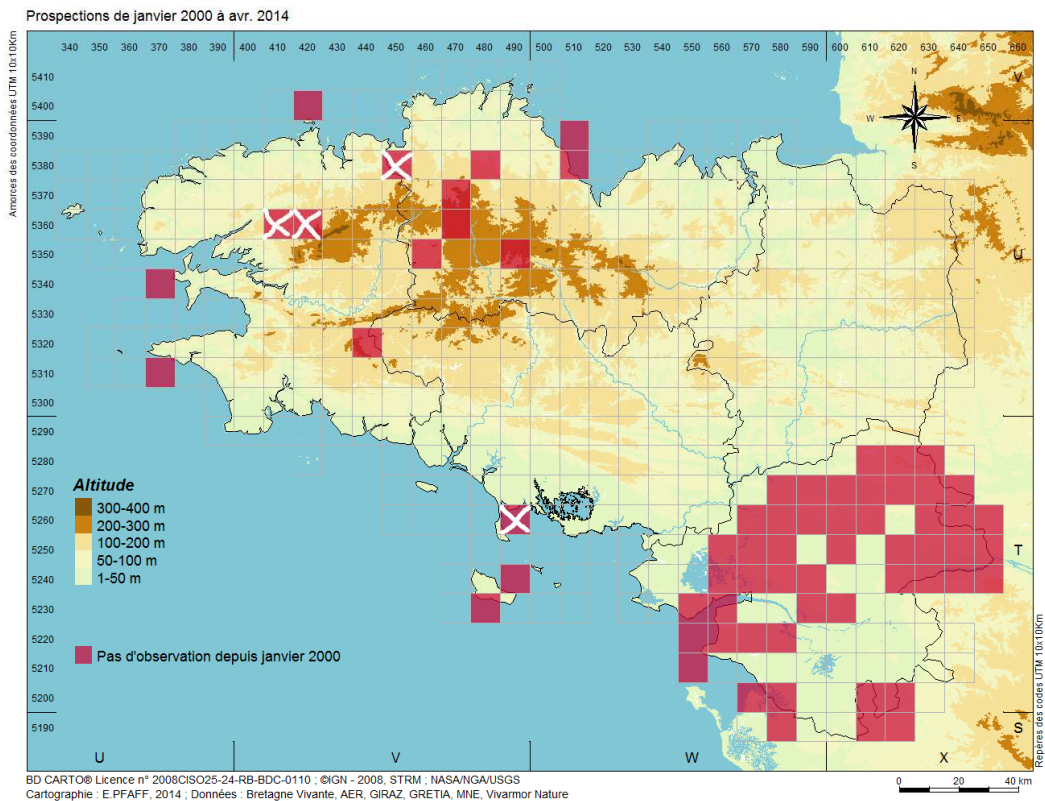 Prospections de janvier 2000 à avr. 2014
340 350 360 370 380 390 400 410 420 430 440 450 460 470 480 490 500 510 520 530 540 550 560 570 580 590 600 610 620 630 640 650 660
Amorces des coordonnées UTM 10x10Km
5410
5400
5390
5380
5370
5360
5350
5340
5330
5320
5310
5300
5290
5280
5270
5260
5250
5240
5230
5220
5210
5200
5190
N
W E
S
V
U
T
S
Altitude
300-400 m
200-300 m
100-200 m
50-100 m
1-50 m
Pas d'observation depuis janvier 2000
U V W X
Repères des codes UTM 10x10Km
BD CARTO® Licence n° 2008CISO25-24-RB-BDC-0110 ; ©IGN - 2008, STRM ; NASA/NGA/USGS
Cartographie : E.PFAFF, 2014 ; Données : Bretagne Vivante, AER, GIRAZ, GRETIA, MNE, Vivarmor Nature
0 20 40 km